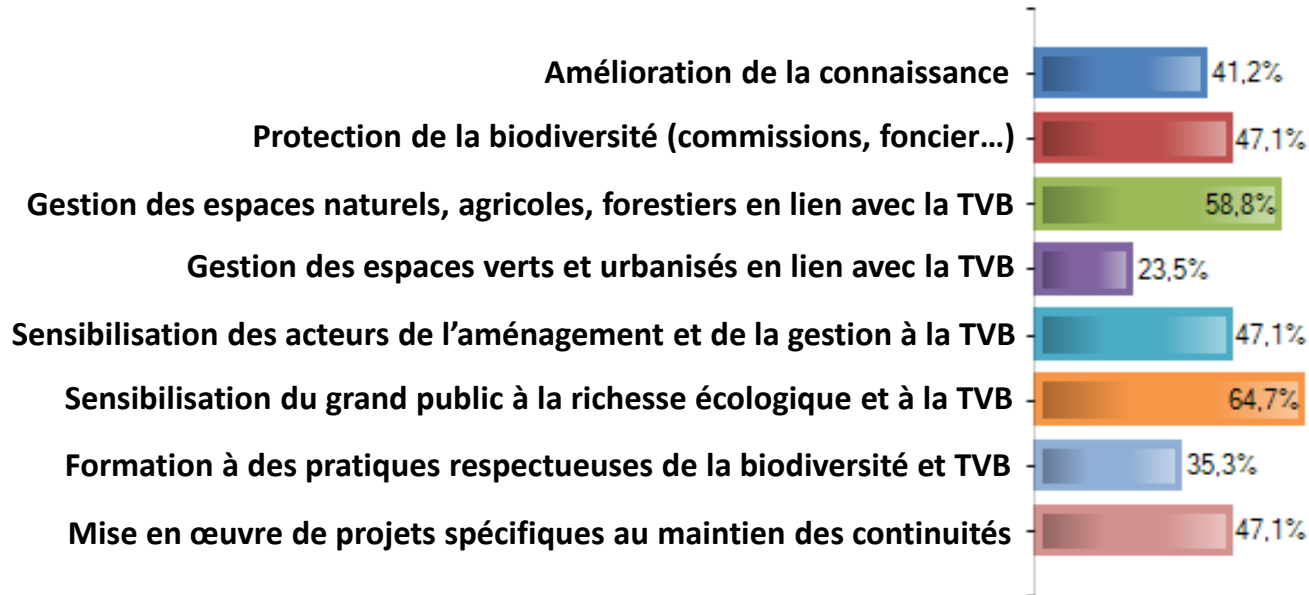 Amélioration de la connaissance 41,2%
Protection de la biodiversité (commissions, foncier…) 47,1%
Gestion des espaces naturels, agricoles, forestiers en lien avec la TVB 58,8%
Gestion des espaces verts et urbanisés en lien avec la TVB 23,5%
Sensibilisation des acteurs de l’aménagement et de la gestion à la TVB 47,1%
Sensibilisation du grand public à la richesse écologique et à la TVB 64,7%
Formation à des pratiques respectueuses de la biodiversité et TVB 35,3%
Mise en œuvre de projets spécifiques au maintien des continuités 47,1%